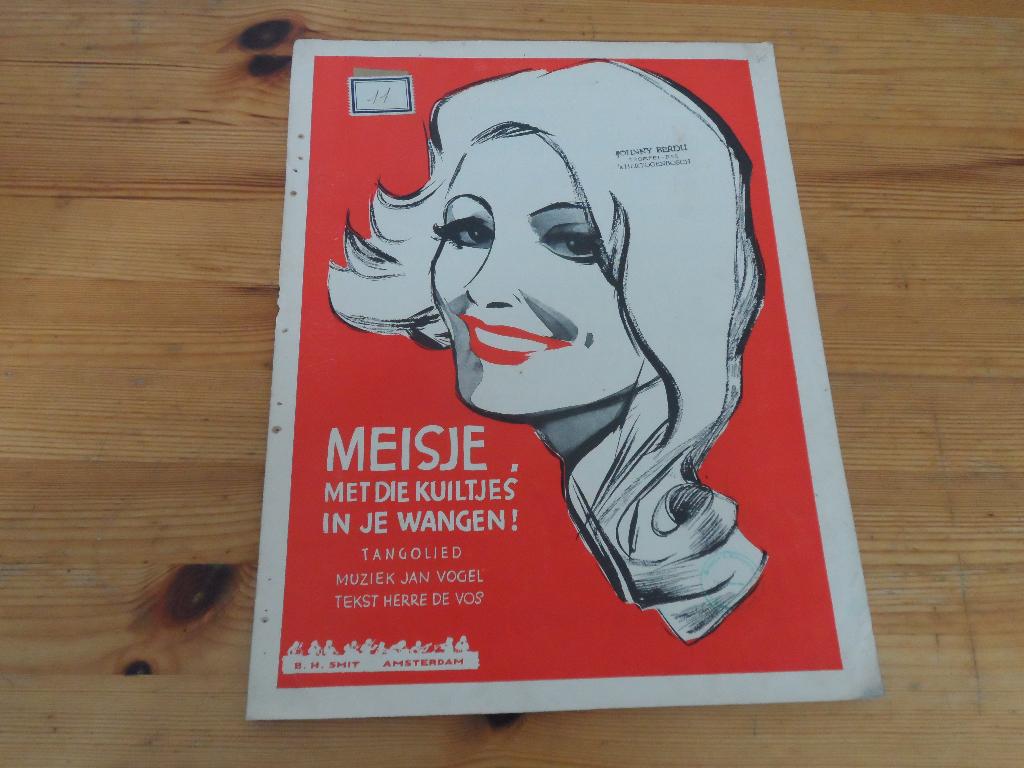 11
JOHNNY BERDU
MEISJE,
MET DIE KUILTJES
IN JE WANGEN!
TANGOLIED
MUZIEK JAN VOGEL
TEKST HERRE DE VOS
B. H. SMIT AMSTERDAM